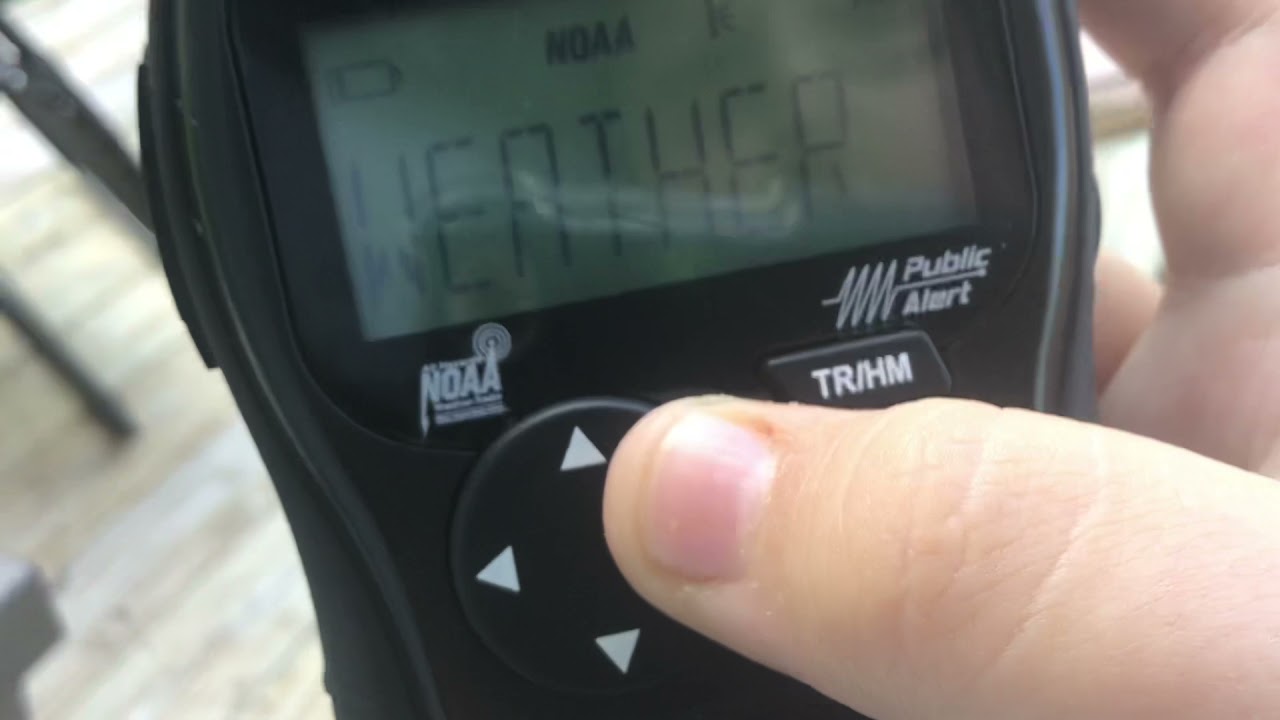 NOAA
WEATHER
Public
Alert
NOAA
TR/HM